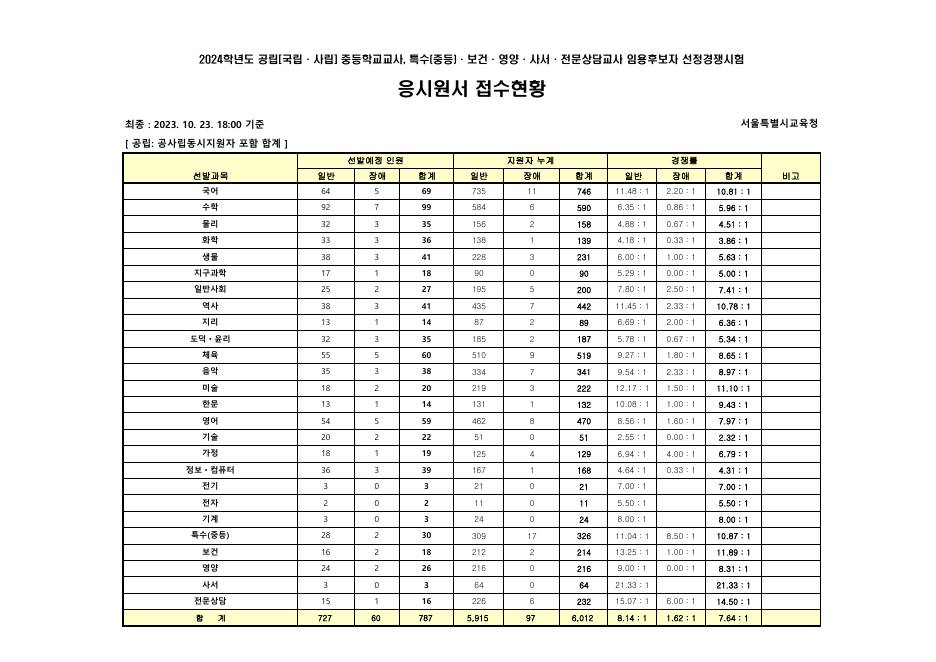 2024학년도 공립[국립ㆍ사립] 중등학교교사, 특수(중등)ㆍ보건ㆍ영양ㆍ사서ㆍ전문상담교사 임용후보자 선정경쟁시험
응시원서 접수현황
최종 : 2023. 10. 23. 18:00 기준 서울특별시교육청
[ 공립: 공사립동시지원자 포함 합계 ]
선발과목 선발예정 인원 지원자 누계 경쟁률 비고
일반 장애 합계 일반 장애 합계 일반 장애 합계
국어 64 5 69 735 11 746 11.48 : 1 2.20 : 1 10.81 : 1
수학 92 7 99 584 6 590 6.35 : 1 0.86 : 1 5.96 : 1
물리 32 3 35 156 2 158 4.88 : 1 0.67 : 1 4.51 : 1
화학 33 3 36 138 1 139 4.18 : 1 0.33 : 1 3.86 : 1
생물 38 3 41 228 3 231 6.00 : 1 1.00 : 1 5.63 : 1
지구과학 17 1 18 90 0 90 5.29 : 1 0.00 : 1 5.00 : 1
일반사회 25 2 27 195 5 200 7.80 : 1 2.50 : 1 7.41 : 1
역사 38 3 41 435 7 442 11.45 : 1 2.33 : 1 10.78 : 1
지리 13 1 14 87 2 89 6.69 : 1 2.00 : 1 6.36 : 1
도덕ㆍ윤리 32 3 35 185 2 187 5.78 : 1 0.67 : 1 5.34 : 1
체육 55 5 60 510 9 519 9.27 : 1 1.80 : 1 8.65 : 1
음악 35 3 38 334 7 341 9.54 : 1 2.33 : 1 8.97 : 1
미술 18 2 20 219 3 222 12.17 : 1 1.50 : 1 11.10 : 1
한문 13 1 14 131 1 132 10.08 : 1 1.00 : 1 9.43 : 1
영어 54 5 59 462 8 470 8.56 : 1 1.60 : 1 7.97 : 1
기술 20 2 22 51 0 51 2.55 : 1 0.00 : 1 2.32 : 1
가정 18 1 19 125 4 129 6.94 : 1 4.00 : 1 6.79 : 1
정보ㆍ컴퓨터 36 3 39 167 1 168 4.64 : 1 0.33 : 1 4.31 : 1
전기 3 0 3 21 0 21 7.00 : 1 7.00 : 1
전자 2 0 2 11 0 11 5.50 : 1 5.50 : 1
기계 3 0 3 24 0 24 8.00 : 1 8.00 : 1
특수(중등) 28 2 30 309 17 326 11.04 : 1 8.50 : 1 10.87 : 1
보건 16 2 18 212 2 214 13.25 : 1 1.00 : 1 11.89 : 1
영양 24 2 26 216 0 216 9.00 : 1 0.00 : 1 8.31 : 1
사서 3 0 3 64 0 64 21.33 : 1 21.33 : 1
전문상담 15 1 16 226 6 232 15.07 : 1 6.00 : 1 14.50 : 1
합 계 727 60 787 5,915 97 6,012 8.14 : 1 1.62 : 1 7.64 : 1